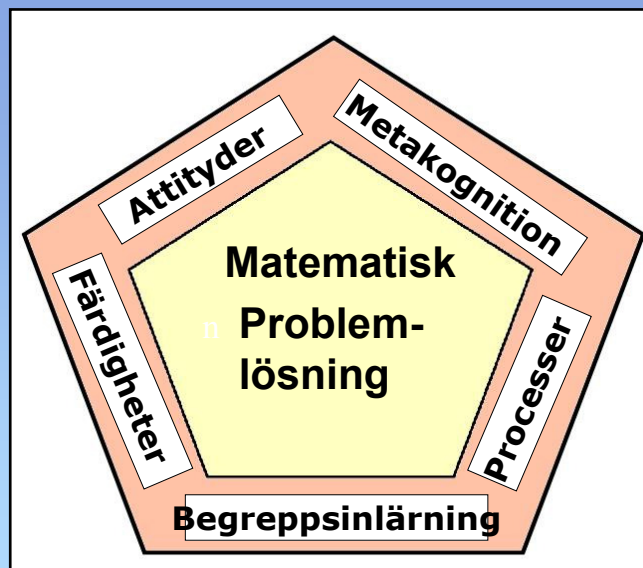 Attityder
Metakognition
Matematisk
n Problem-
lösning
Färdigheter
Processer
Begreppsinlärning